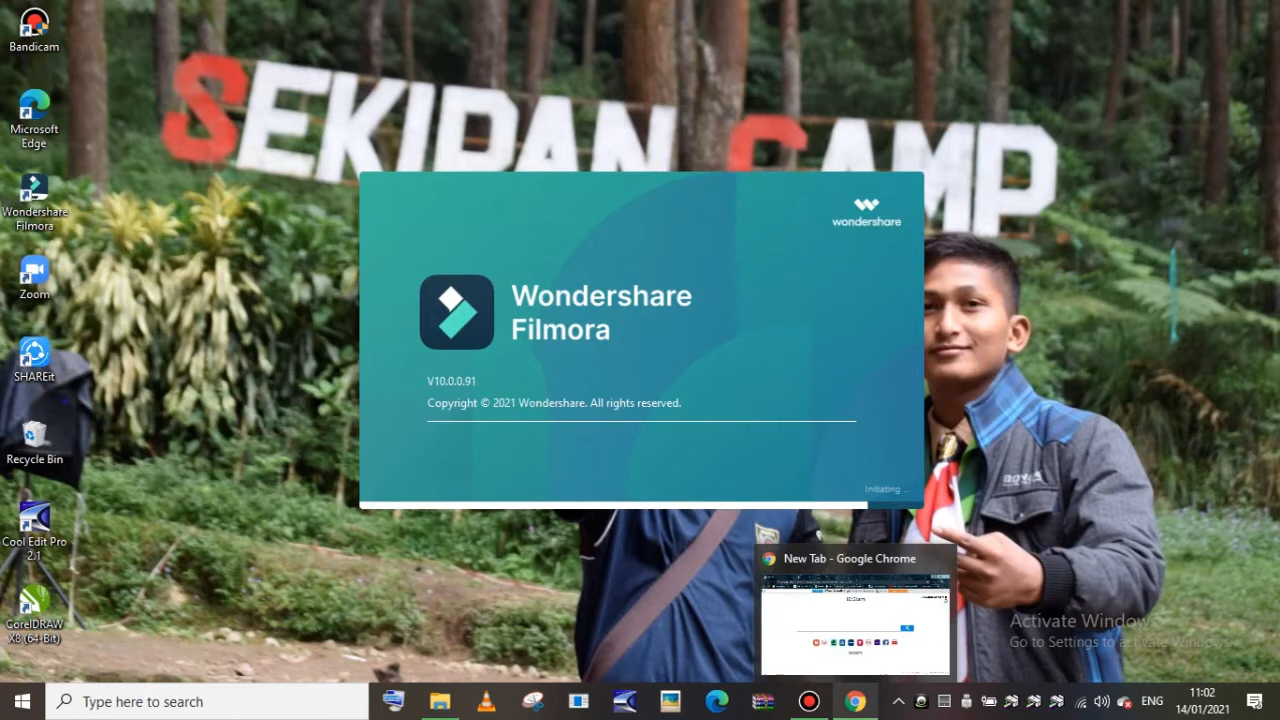 Bandicam
Microsoft
Edge
Wondershare
Filmora
Zoom
SHAREit
Recycle Bin
Cool Edit Pro
2.1
CorelDRAW
X8 (64-Bit)
SEKIPAN CAMP
wondershare
Wondershare
Filmora
V10.0.0.91
Copyright © 2021 Wondershare. All rights reserved.
Initiating ...
New Tab - Google Chrome
Activate Windows
Go to Settings to activate Windows.
Type here to search
ENG
11:02
14/01/2021